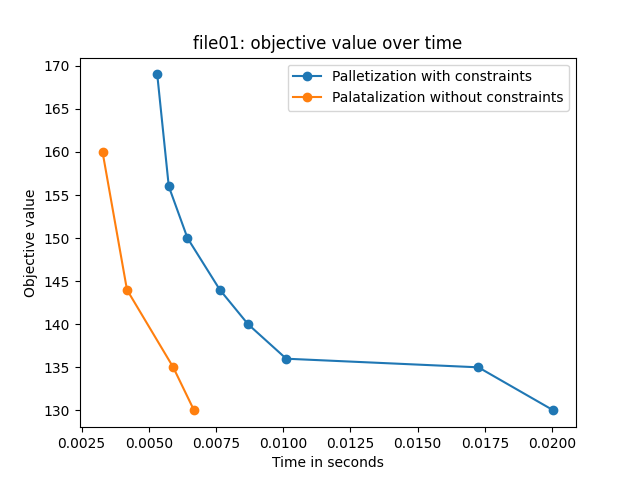 file01: objective value over time
Palletization with constraints
Palatalization without constraints
170
165
160
155
150
145
140
135
130
Objective value
0.0025 0.0050 0.0075 0.0100 0.0125 0.0150 0.0175 0.0200
Time in seconds